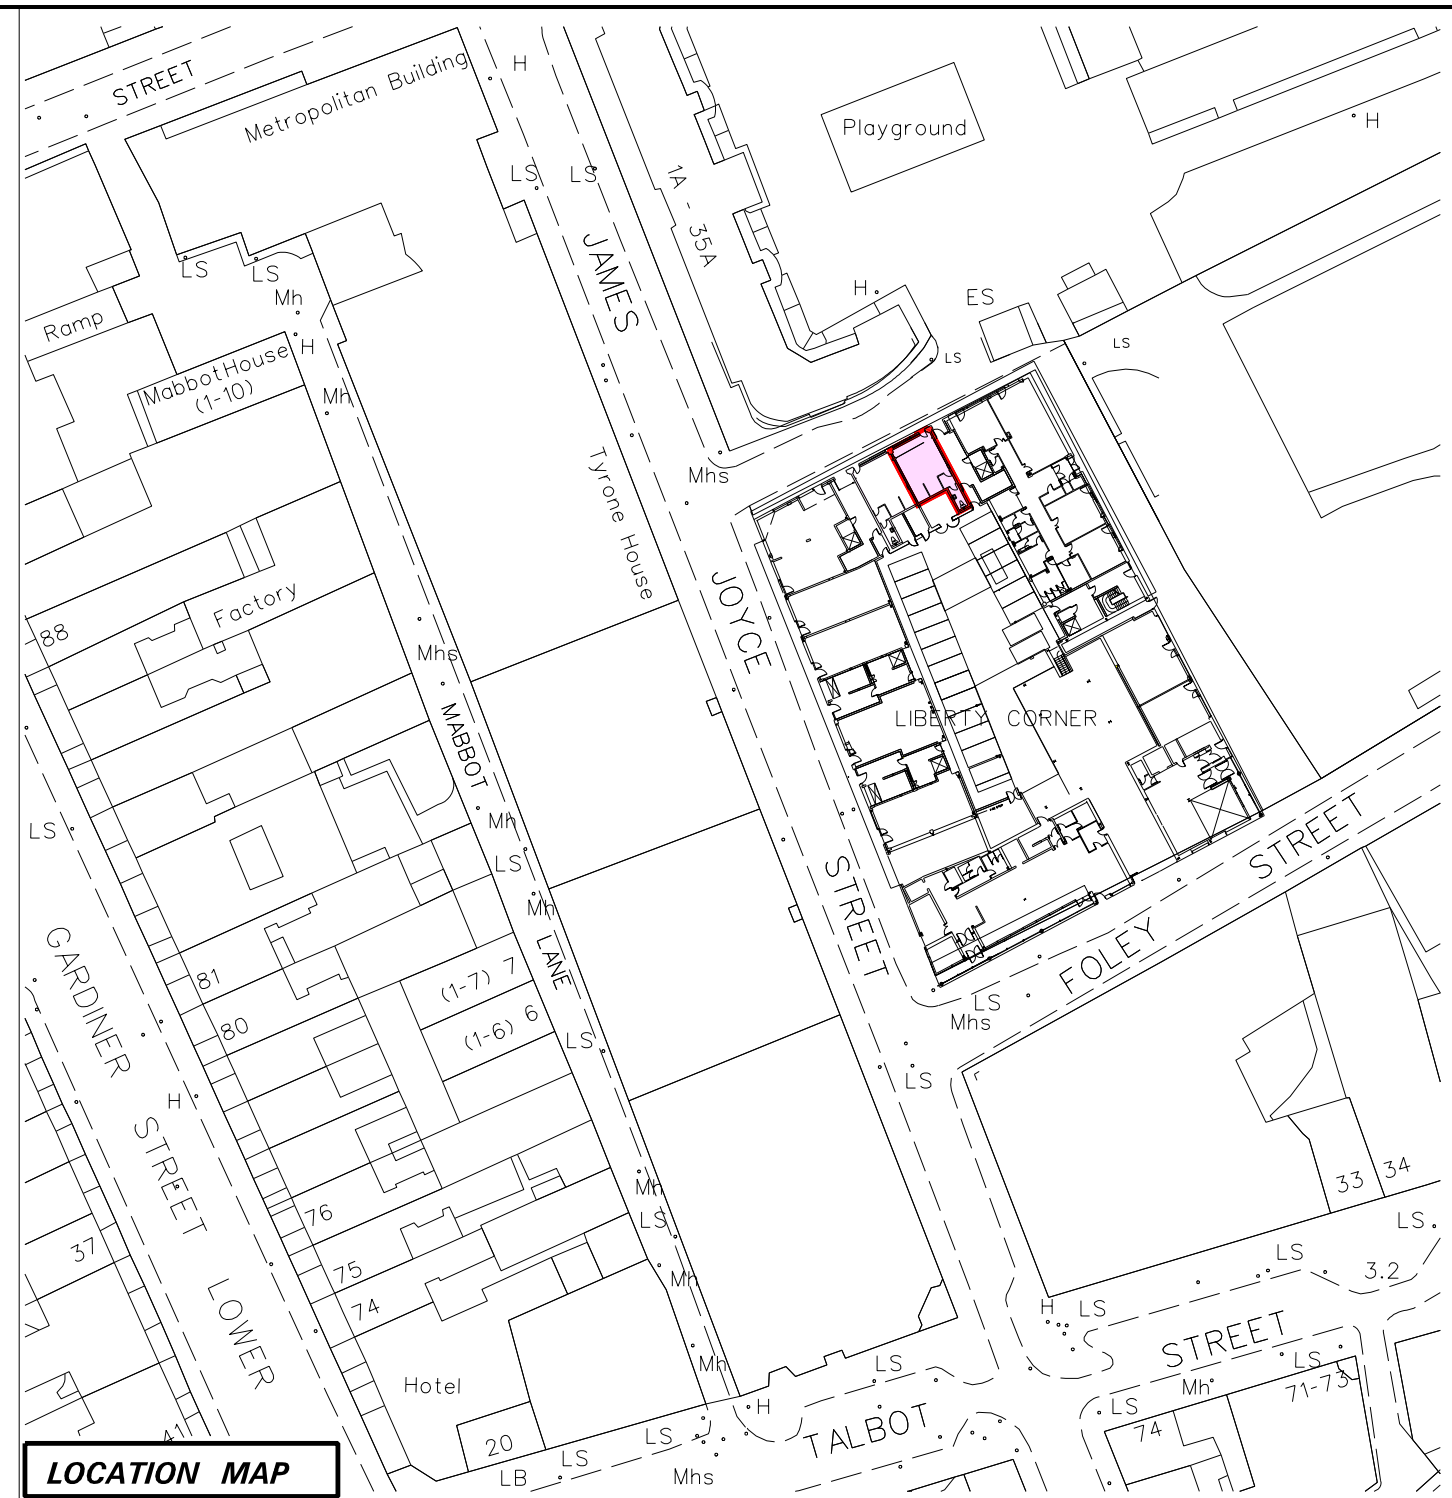 STREET
Metropolitan Building
H
Playground
H
LS
LS
1A - 35A
JAMES
LS
LS
Mh
H
ES
Ramp
H
LS
LS
Mabbot House
(1-10)
Mh
Mhs
Tyrone House
JOYCE
Factory
88
Mhs
MABBOT
LIBERTY CORNER
LS
Mh
LS
STREET
STREET
Mh
LANE
FOLEY
GARDINER
81
(1-7) 7
LS
80
(1-6) 6
Mhs
LS
LS
H
STREET
Mh
33
34
76
LS
LS
37
LS
75
Mh
3.2
LOWER
74
H
LS
STREET
Mh
LS
LS
Hotel
Mh
71-73
H
LS
TALBOT
41
20
LS
74
LS
LB
Mhs
LOCATION MAP